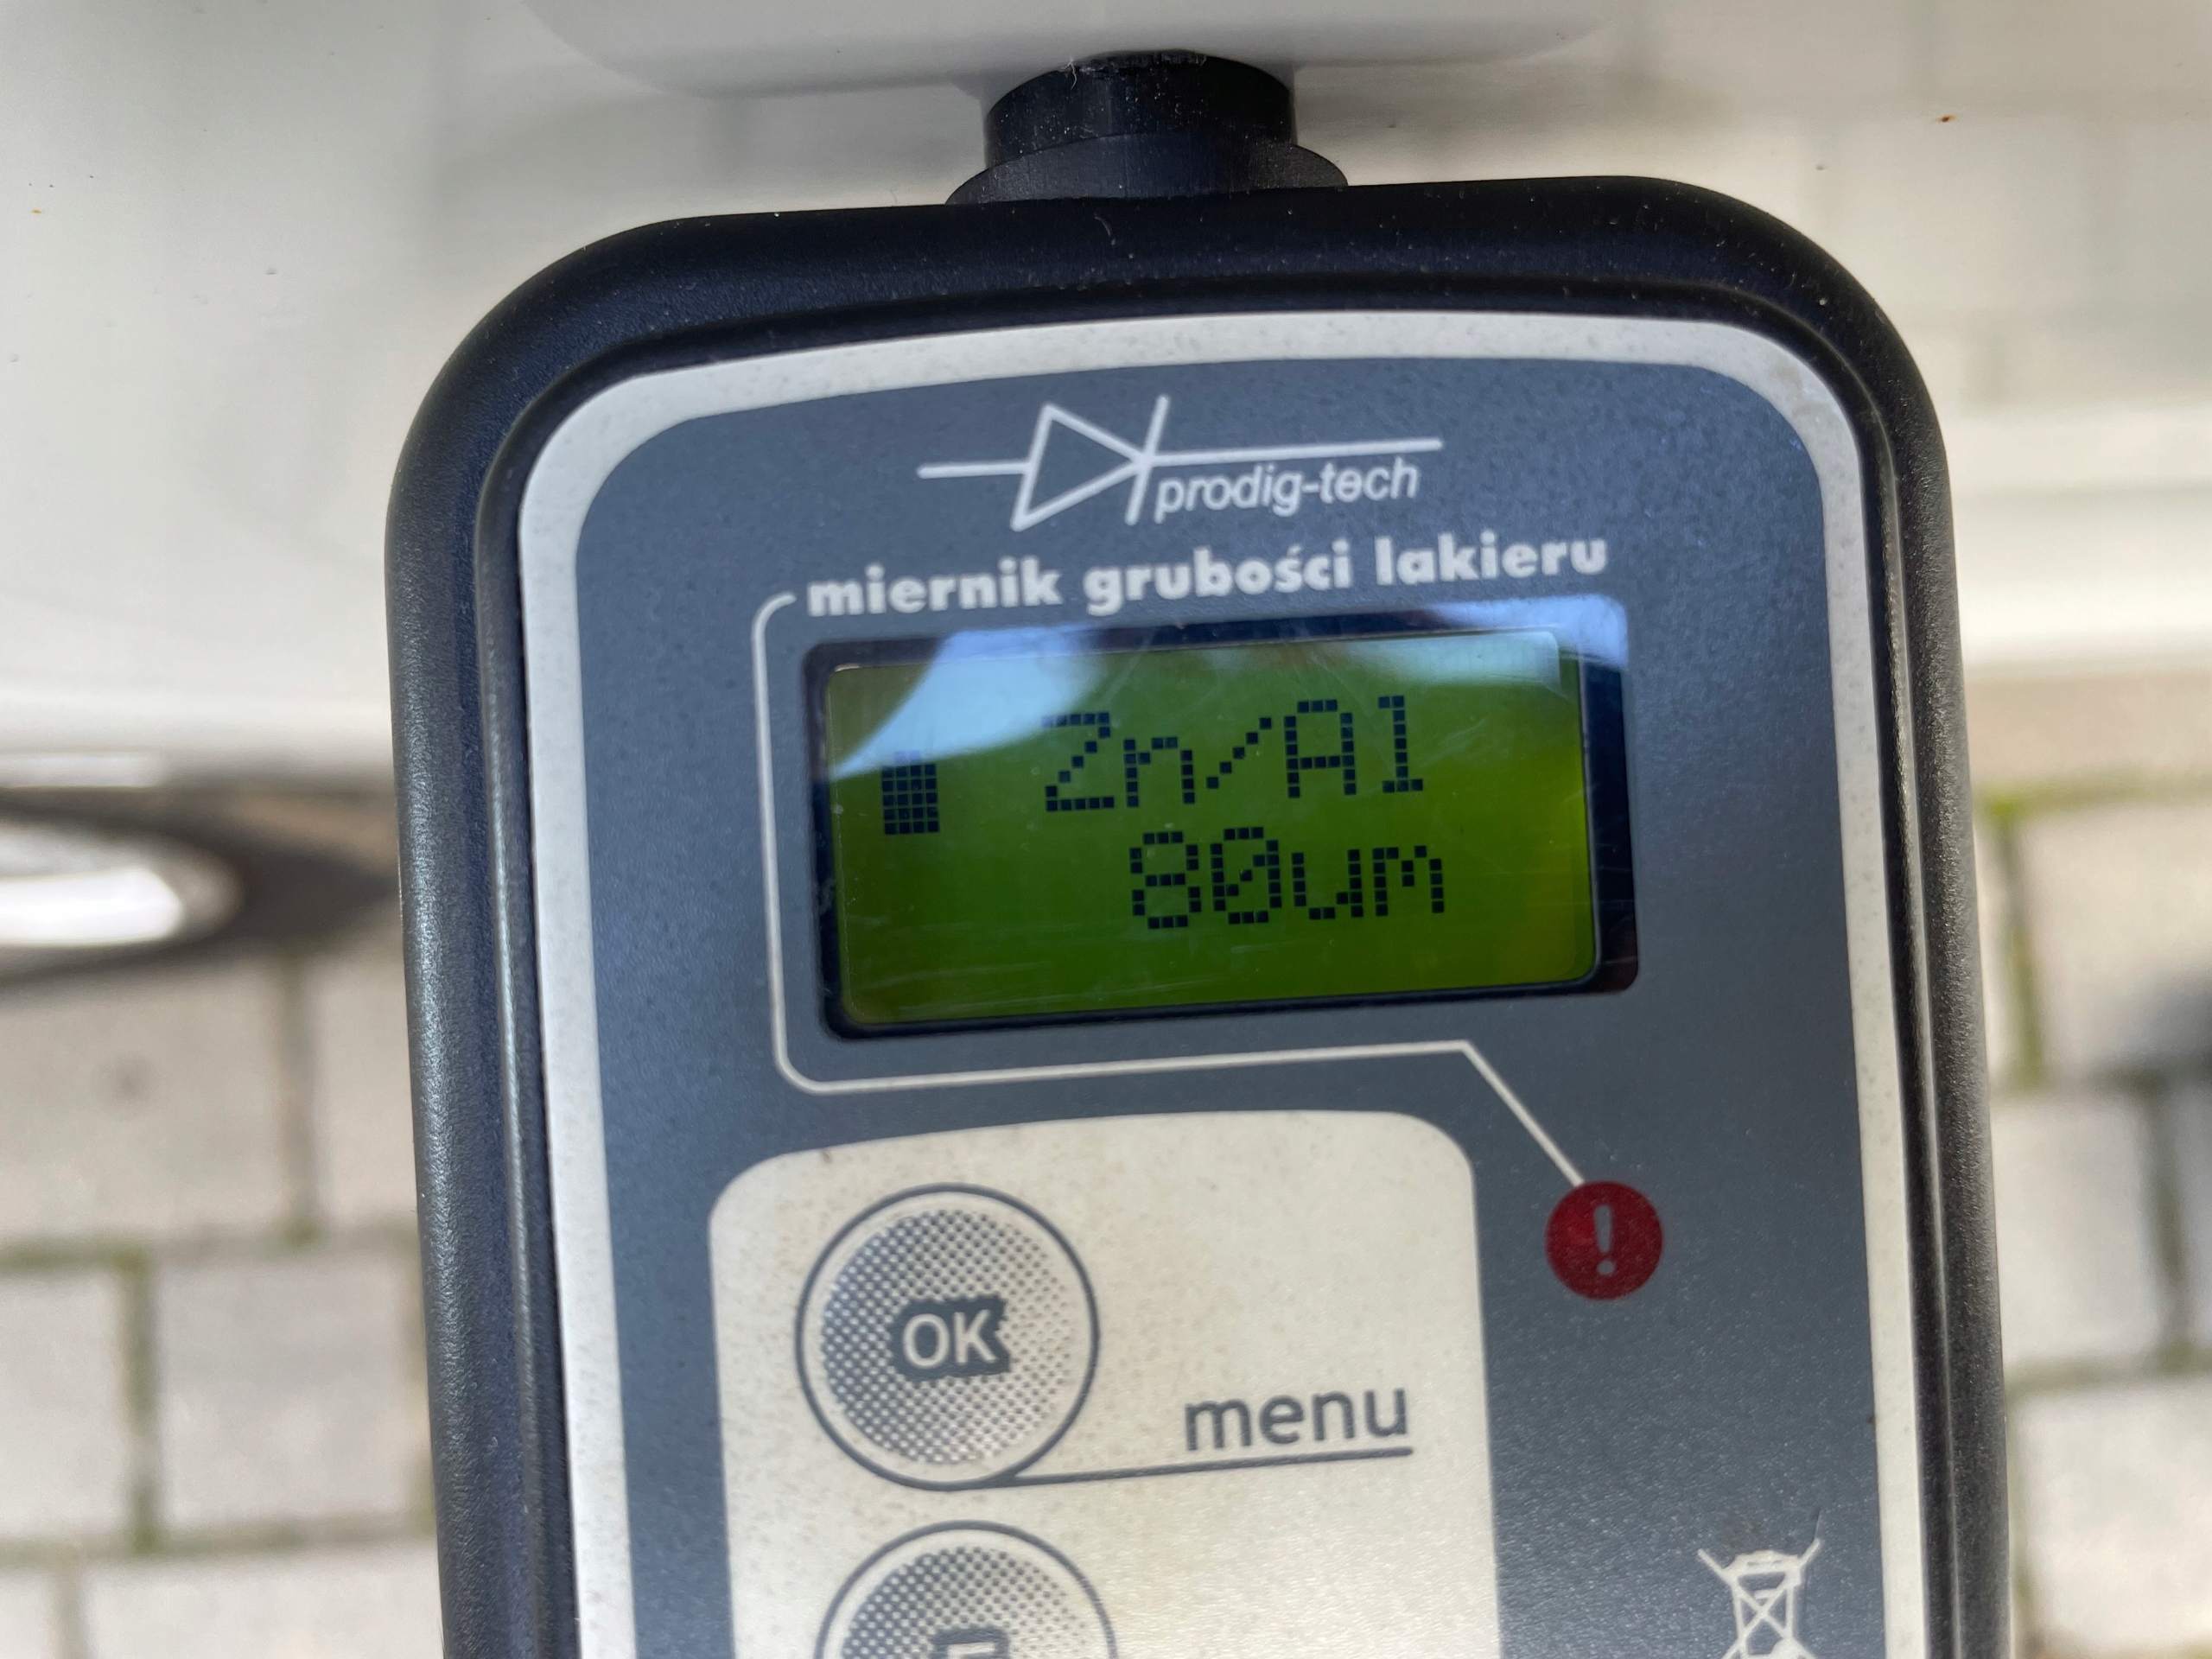 prodig-tech
miernik grubości lakieru
Zn/Al
80um
!
OK
menu